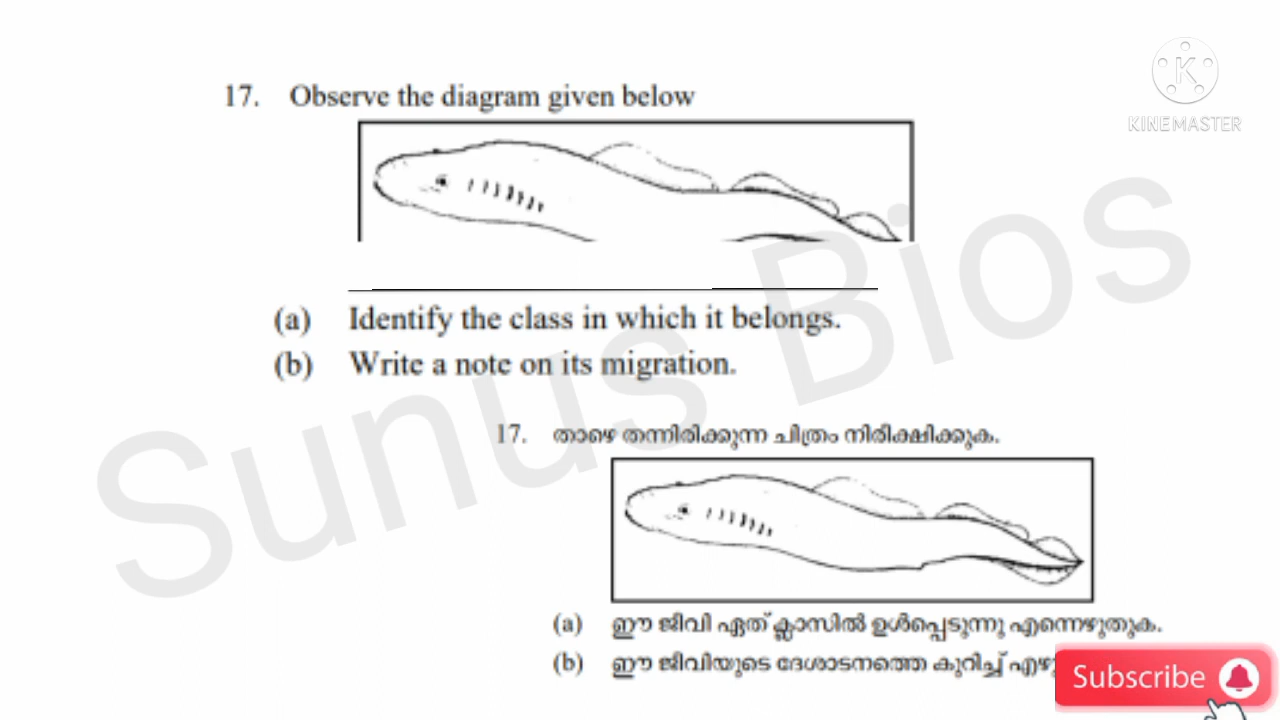 17. Observe the diagram given below
(a) Identify the class in which it belongs.
(b) Write a note on its migration.
17. താഴെ തന്നിരിക്കുന്ന ചിത്രം നിരീക്ഷിക്കുക.
(a) ഈ ജീവി ഏത് ക്ലാസിൽ ഉൾപ്പെടുന്നു എന്നെഴുതുക.
(b) ഈ ജീവിയുടെ ദേശാടനത്തെ കുറിച്ച്
Sunus Bios
K
KINEMASTER
Subscribe